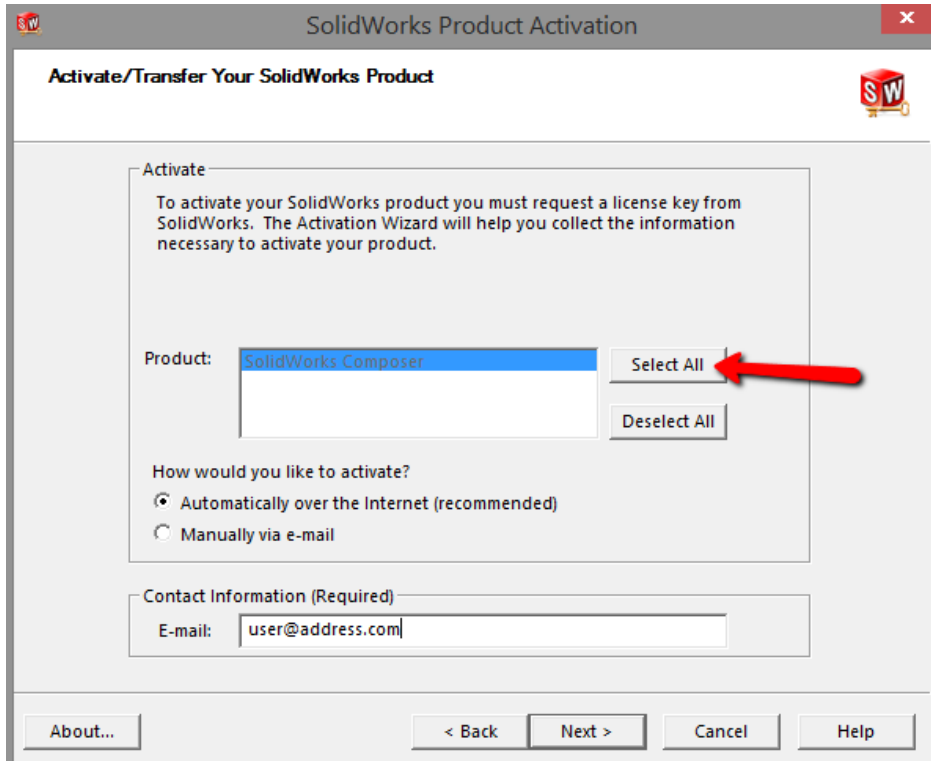 SolidWorks Product Activation
Activate/Transfer Your SolidWorks Product
Activate
To activate your SolidWorks product you must request a license key from
SolidWorks. The Activation Wizard will help you collect the information
necessary to activate your product.
Product:
SolidWorks Composer
Select All
Deselect All
How would you like to activate?
Automatically over the Internet (recommended)
Manually via e-mail
Contact Information (Required)
E-mail: user@address.com
About... < Back Next > Cancel Help